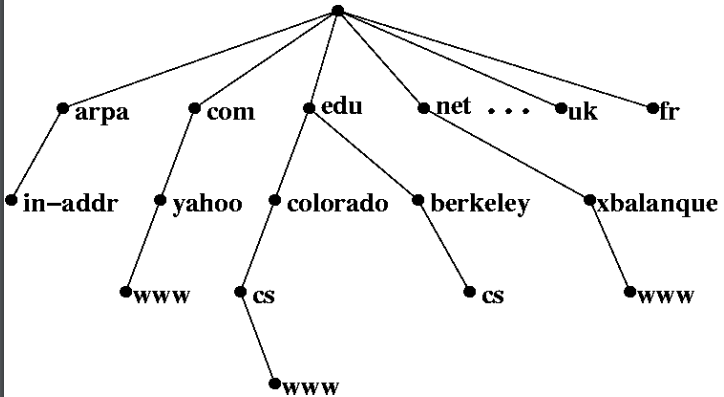 arpa com edu net ... uk fr
in-addr yahoo colorado berkeley xbalanque
www cs cs www
www